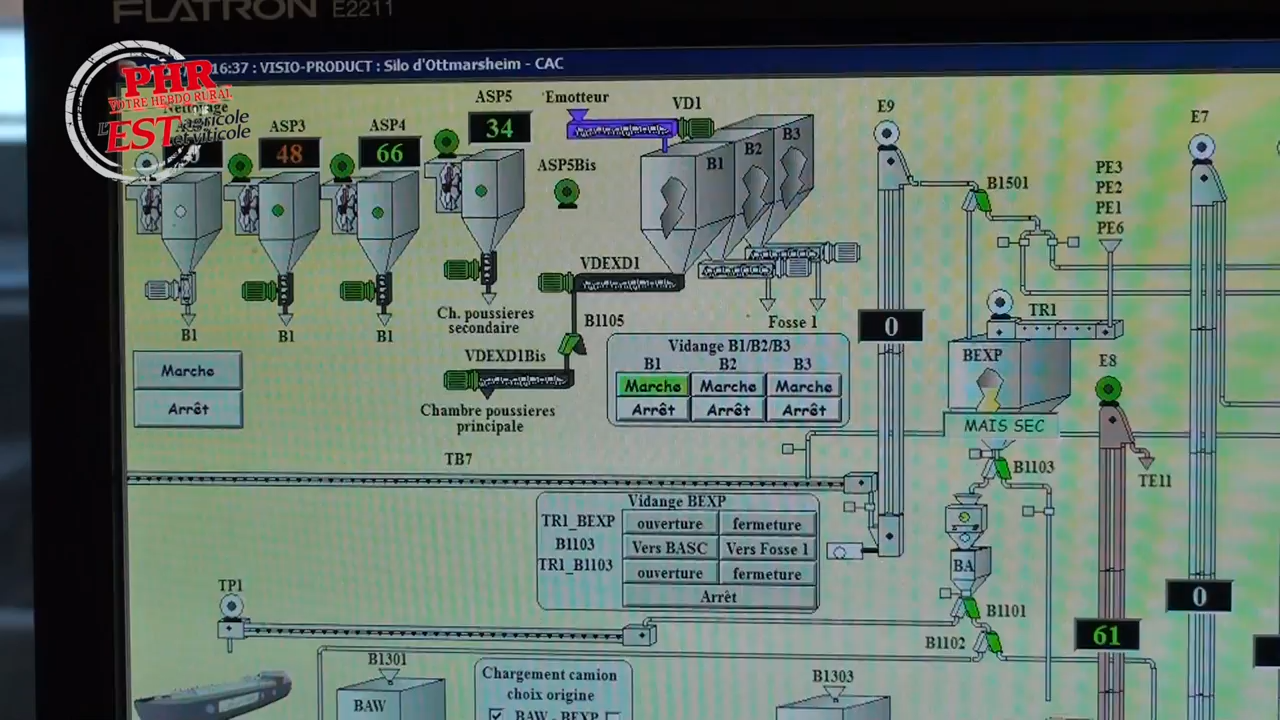 FLATRON E2211
16:37 : VISIO-PRODUCT : Silo d'Ottmarsheim - CAC
PHR
VOTRE HEBDO RURAL
L'EST agricole
et viticole
Nettoyage
ASP3
48
ASP4
66
ASP5
34
Emotteur
VD1
ASP5Bis
B1
B2
B3
E9
E7
B1501
PE3
PE2
PE1
PE6
VDEXD1
B1
B1
B1
Ch. poussieres
secondaire
B1105
Fosse 1
0
TR1
BEXP
E8
Marche
Arrêt
VDEXD1Bis
Chambre poussieres
principale
Vidange B1/B2/B3
B1 B2 B3
Marche Marche Marche
Arrêt Arrêt Arrêt
MAIS SEC
TB7
B1103
TE11
Vidange BEXP
TR1_BEXP ouverture fermeture
B1103 Vers BASC Vers Fosse 1
TR1_B1103 ouverture fermeture
Arrêt
BA
TP1
0
B1101
B1102
61
B1301
BAW
Chargement camion
choix origine
BAW - BEXP
B1303